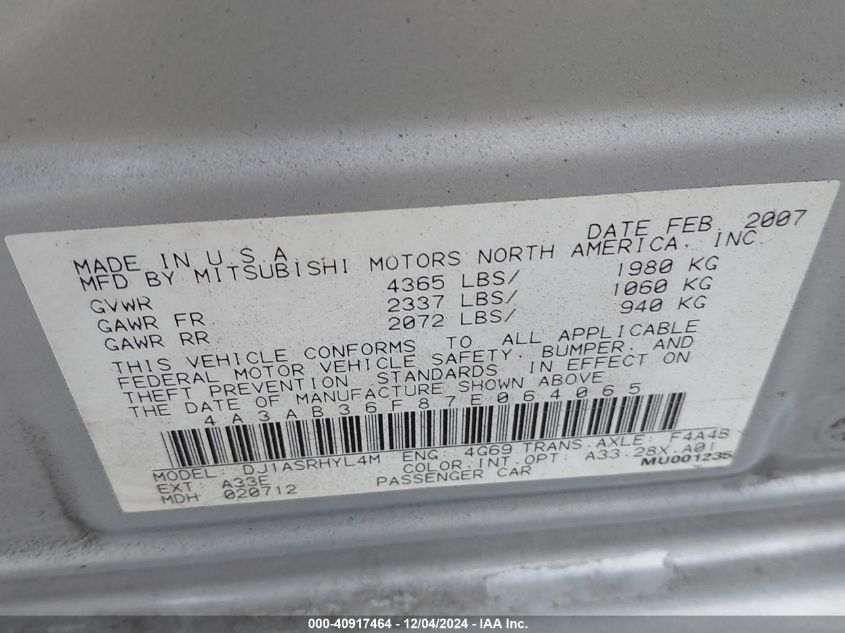 DATE FEB 2007
MADE IN U S A
MFD BY MITSUBISHI MOTORS NORTH AMERICA, INC
GVWR 4365 LBS/ 1980 KG
GAWR FR. 2337 LBS/ 1060 KG
GAWR RR. 2072 LBS/ 940 KG
THIS VEHICLE CONFORMS TO ALL APPLICABLE
FEDERAL MOTOR VEHICLE SAFETY, BUMPER, AND
THEFT PREVENTION STANDARDS IN EFFECT ON
THE DATE OF MANUFACTURE SHOWN ABOVE
4A3AB36F87E064065
MODEL: DJ1ASRHYL4M ENG: 4G69 TRANS.AXLE: F4A4B
EXT: A33E COLOR.INT.OPT: A33.28X.A01
MDH 020712 PASSENGER CAR MU001235
000-40917464 - 12/04/2024 - IAA Inc.